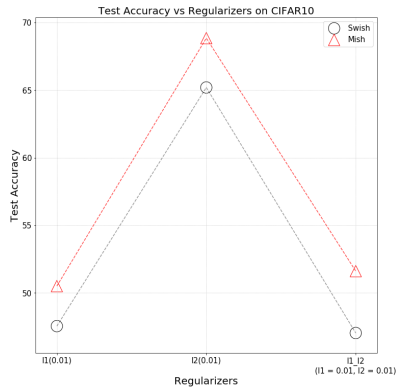 Test Accuracy vs Regularizers on CIFAR10
Swish
Mish
Test Accuracy
70
65
60
55
50
l1(0.01)
l2(0.01)
l1_l2
(l1 = 0.01, l2 = 0.01)
Regularizers